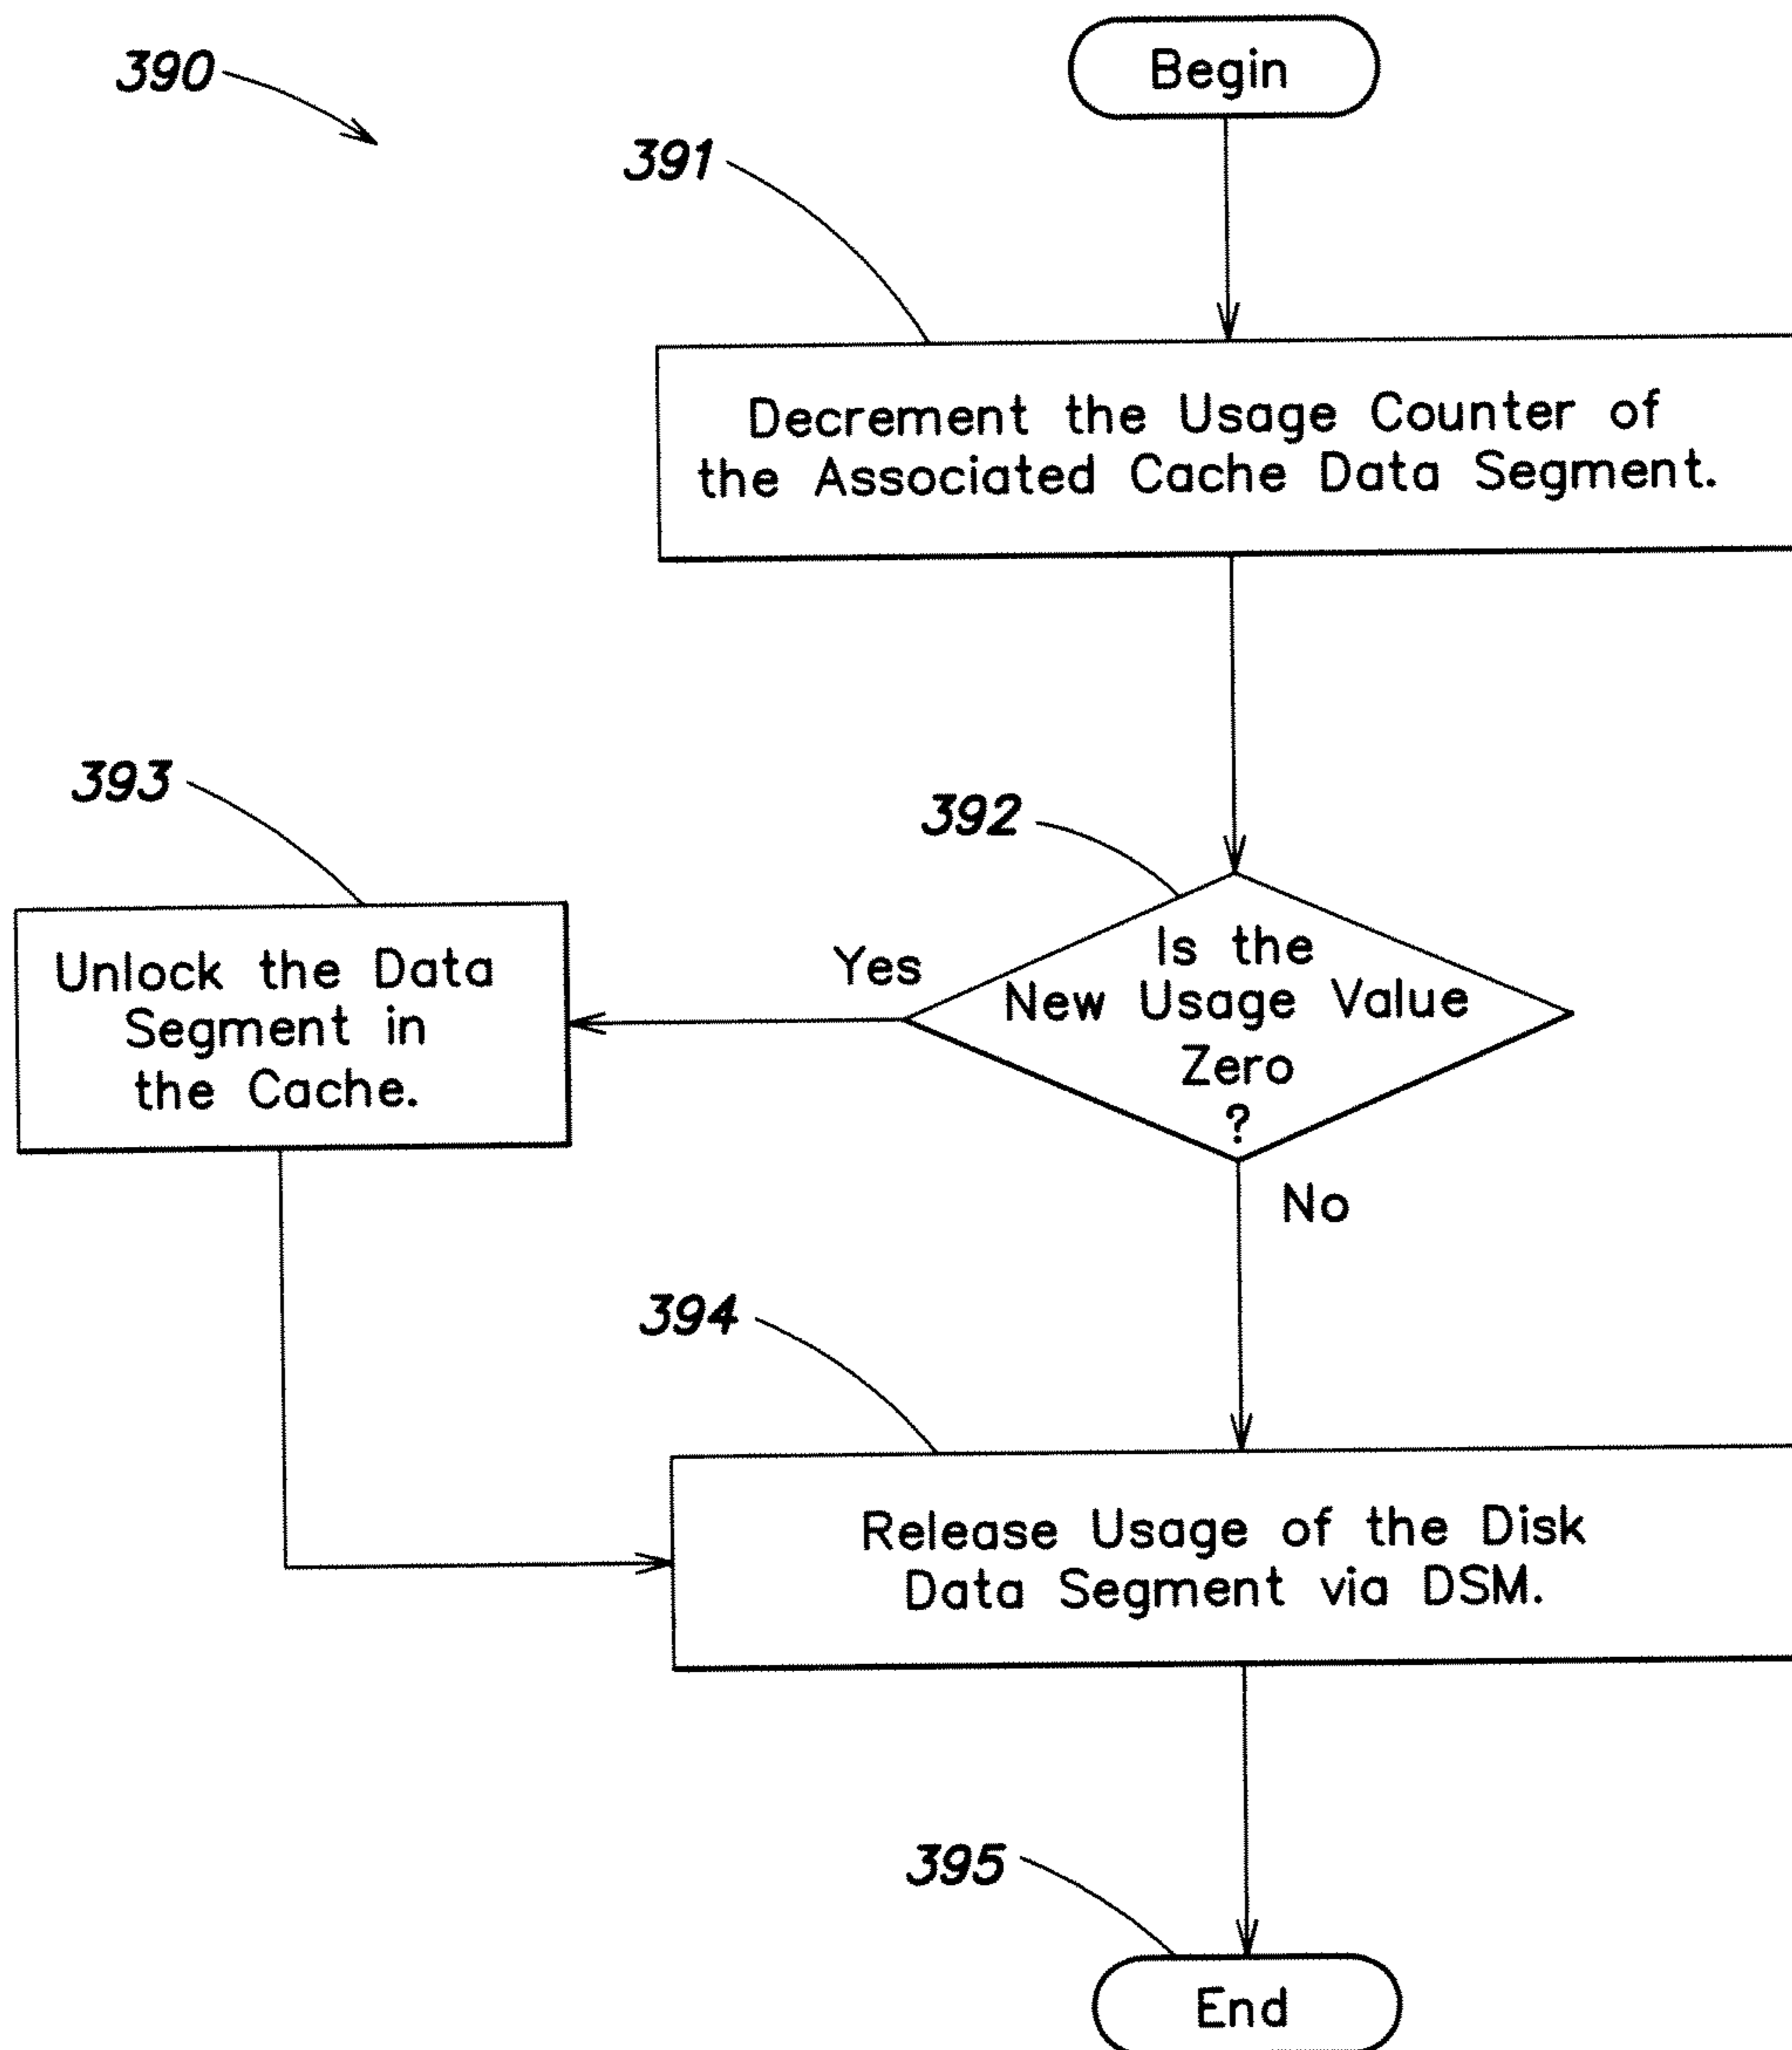 390
Begin
391
Decrement the Usage Counter of
the Associated Cache Data Segment.
393
392
Unlock the Data
Segment in
the Cache.
Yes
Is the
New Usage Value
Zero
?
No
394
Release Usage of the Disk
Data Segment via DSM.
395
End